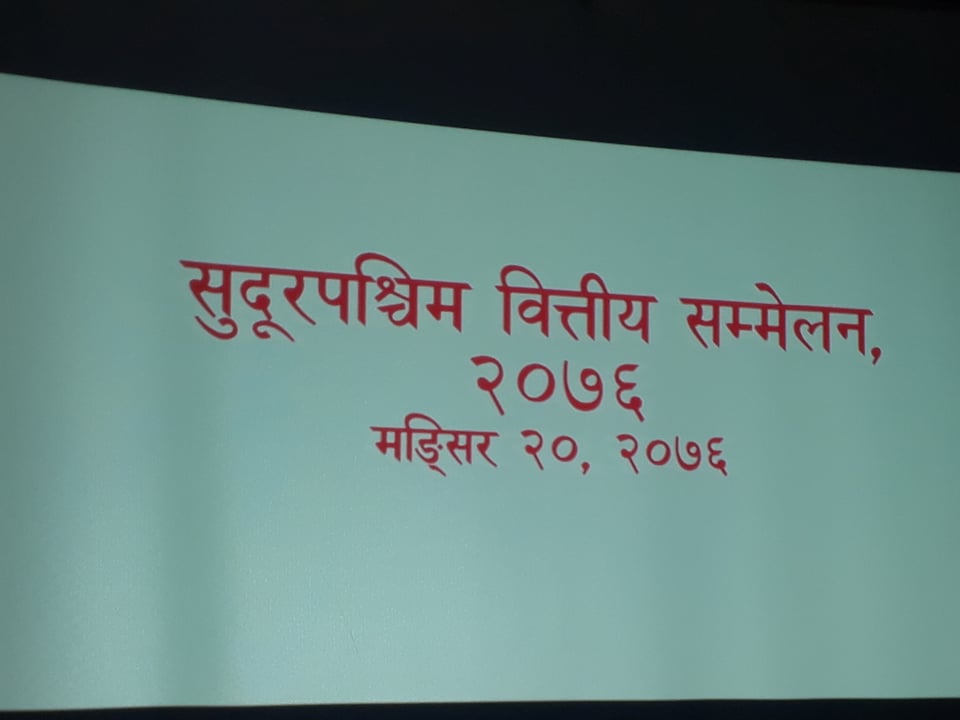 सुदूरपश्चिम वित्तीय सम्मेलन,
२०७६
मङ्सिर २०, २०७६